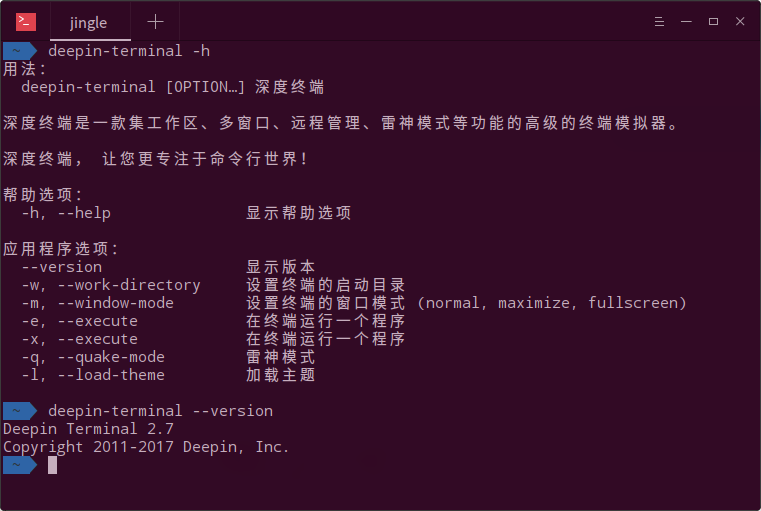 jingle
~ deepin-terminal -h
用法：
deepin-terminal [OPTION…] 深度终端
深度终端是一款集工作区、多窗口、远程管理、雷神模式等功能的高级的终端模拟器。
深度终端， 让您更专注于命令行世界！
帮助选项：
-h, --help 显示帮助选项
应用程序选项：
--version 显示版本
-w, --work-directory 设置终端的启动目录
-m, --window-mode 设置终端的窗口模式 (normal, maximize, fullscreen)
-e, --execute 在终端运行一个程序
-x, --execute 在终端运行一个程序
-q, --quake-mode 雷神模式
-l, --load-theme 加载主题
~ deepin-terminal --version
Deepin Terminal 2.7
Copyright 2011-2017 Deepin, Inc.
~